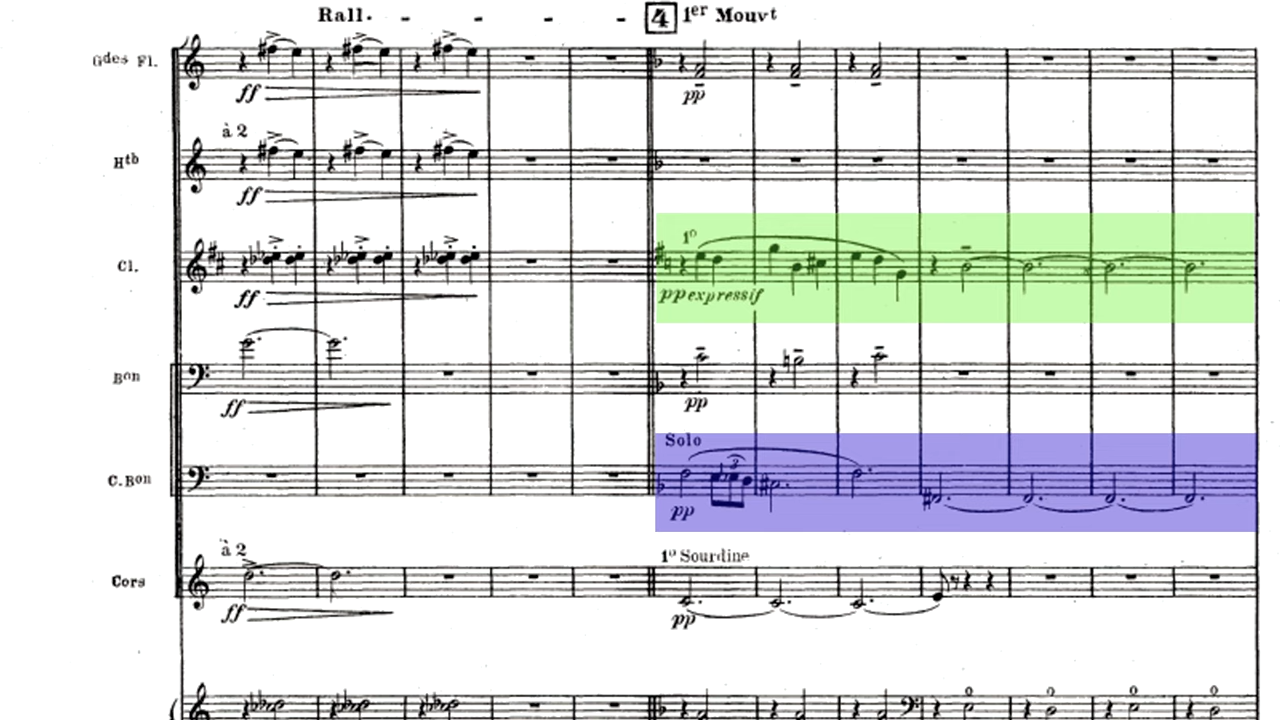 Rall. - - - - 4 1er Mouvt
Gdes Fl.
ff pp
à 2
Htb
ff
1º
Cl.
ff pp expressif
Bon
ff pp
Solo
3
C.Bon
pp
à 2 1º Sourdine
Cors
ff pp